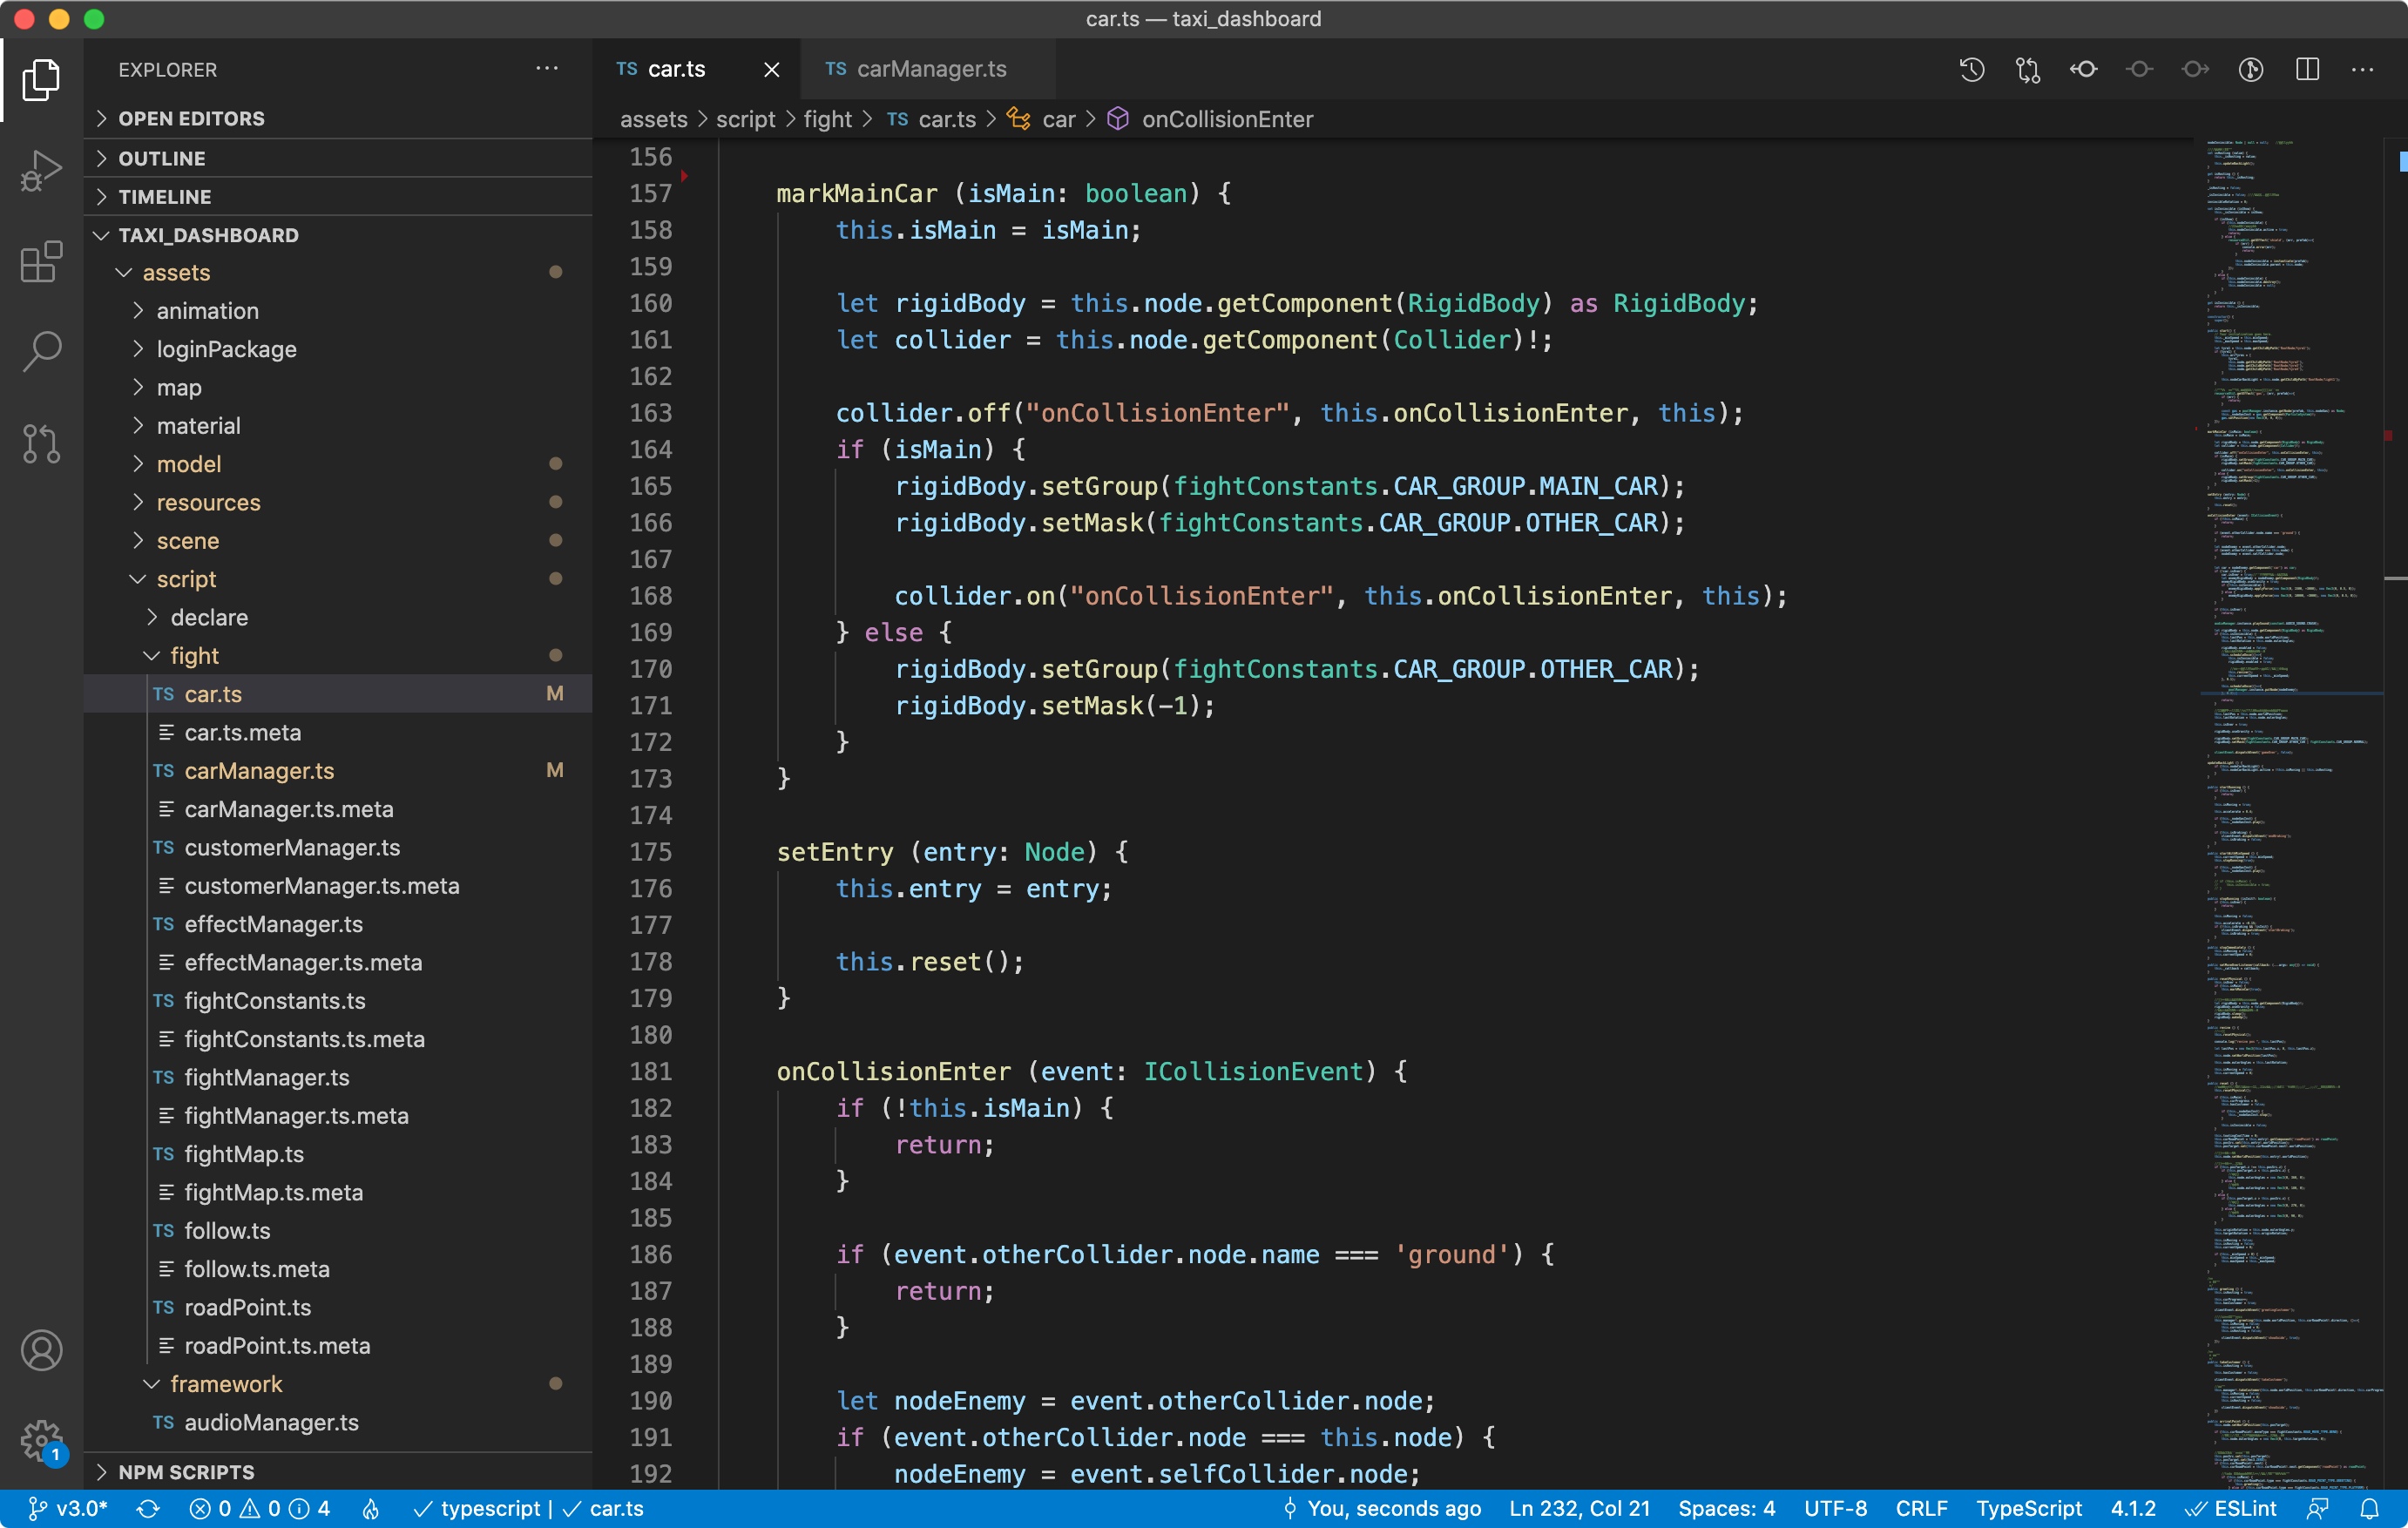 car.ts — taxi_dashboard
EXPLORER
OPEN EDITORS
OUTLINE
TIMELINE
TAXI_DASHBOARD
assets
animation
loginPackage
map
material
model
resources
scene
script
declare
fight
TS car.ts M
car.ts.meta
TS carManager.ts M
carManager.ts.meta
TS customerManager.ts
customerManager.ts.meta
TS effectManager.ts
effectManager.ts.meta
TS fightConstants.ts
fightConstants.ts.meta
TS fightManager.ts
fightManager.ts.meta
TS fightMap.ts
fightMap.ts.meta
TS follow.ts
follow.ts.meta
TS roadPoint.ts
roadPoint.ts.meta
framework
TS audioManager.ts
NPM SCRIPTS
TS car.ts
TS carManager.ts
assets > script > fight > TS car.ts > car > onCollisionEnter
156
157 markMainCar (isMain: boolean) {
158 this.isMain = isMain;
159
160 let rigidBody = this.node.getComponent(RigidBody) as RigidBody;
161 let collider = this.node.getComponent(Collider)!;
162
163 collider.off("onCollisionEnter", this.onCollisionEnter, this);
164 if (isMain) {
165 rigidBody.setGroup(fightConstants.CAR_GROUP.MAIN_CAR);
166 rigidBody.setMask(fightConstants.CAR_GROUP.OTHER_CAR);
167
168 collider.on("onCollisionEnter", this.onCollisionEnter, this);
169 } else {
170 rigidBody.setGroup(fightConstants.CAR_GROUP.OTHER_CAR);
171 rigidBody.setMask(-1);
172 }
173 }
174
175 setEntry (entry: Node) {
176 this.entry = entry;
177
178 this.reset();
179 }
180
181 onCollisionEnter (event: ICollisionEvent) {
182 if (!this.isMain) {
183 return;
184 }
185
186 if (event.otherCollider.node.name === 'ground') {
187 return;
188 }
189
190 let nodeEnemy = event.otherCollider.node;
191 if (event.otherCollider.node === this.node) {
192 nodeEnemy = event.selfCollider.node;
1
v3.0* 0 0 4 typescript | car.ts You, seconds ago Ln 232, Col 21 Spaces: 4 UTF-8 CRLF TypeScript 4.1.2 ESLint